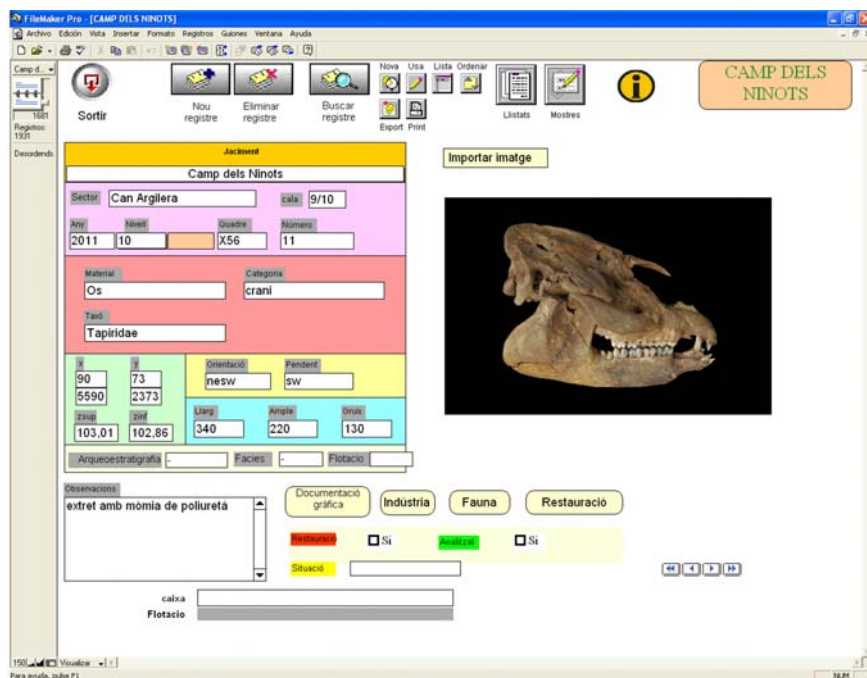 FileMaker Pro - [CAMP DELS NINOTS]
Archivo Edición Vista Insertar Formato Registros Guiones Ventana Ayuda
Camp d...
1681
Registros:
1931
Desordends.
Sortir
Nou registre
Eliminar registre
Buscar registre
Nova Usa Lista Ordenar
Export Print
Llistats
Mostres
CAMP DELS
NINOTS
Jaciment
Camp dels Ninots
Importar imatge
Sector Can Argilera cala 9/10
Any Nivell Quadre Número
2011 10 X56 11
Material Categoria
Os crani
Taxó
Tapiridae
x y Orientació Pendent
90 73 nesw sw
5590 2373
zsup zinf Llarg Ample Gruix
103,01 102,86 340 220 130
Arqueoestratigrafia - Facies - Flotacio
Observacions
extret amb mòmia de poliuretà
Documentació
gràfica
Indústria
Fauna
Restauració
Restauració Si Analitzat Si
Situació
caixa
Flotacio
150 Visualizar
Para ayuda, pulse F1 NUM